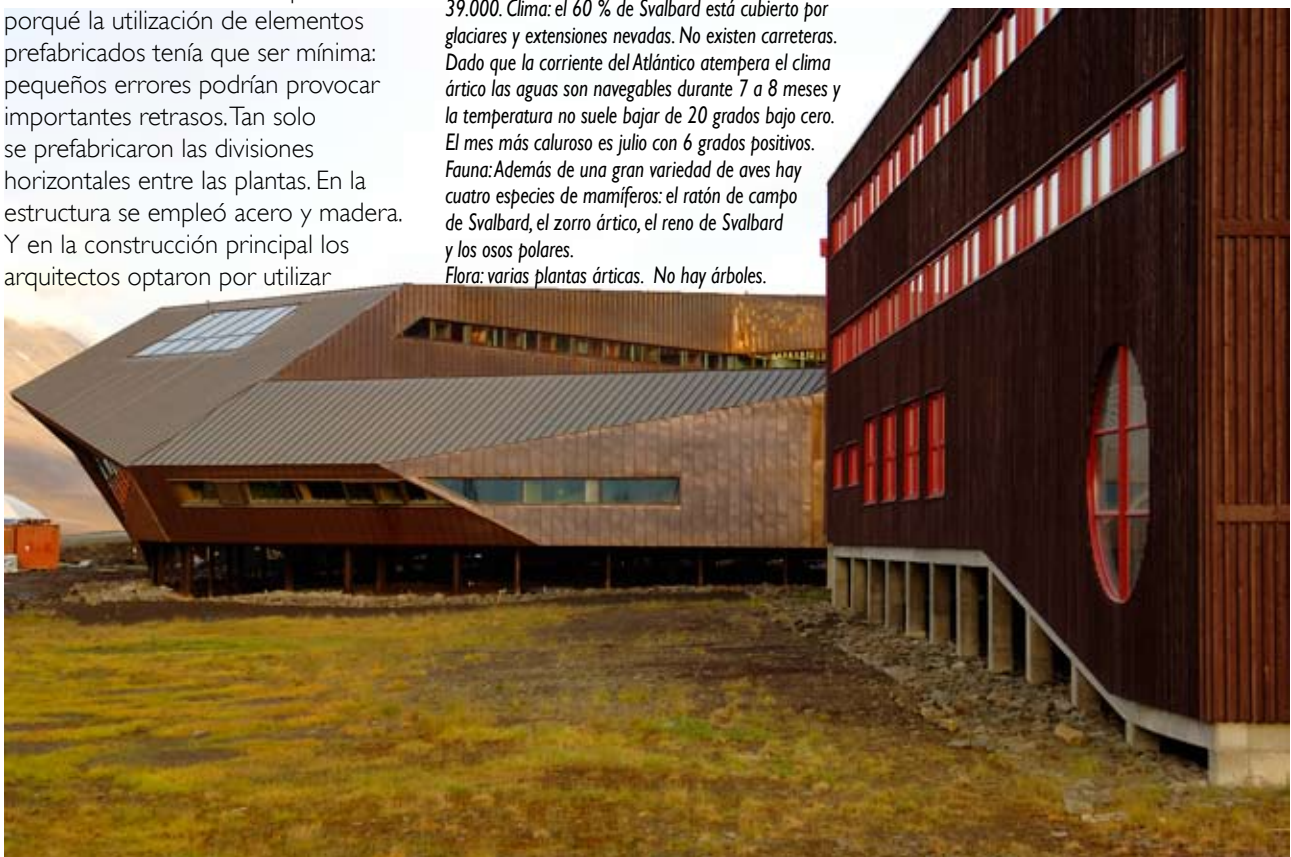 porqué la utilización de elementos
prefabricados tenía que ser mínima:
pequeños errores podrían provocar
importantes retrasos. Tan solo
se prefabricaron las divisiones
horizontales entre las plantas. En la
estructura se empleó acero y madera.
Y en la construcción principal los
arquitectos optaron por utilizar
39.000. Clima: el 60 % de Svalbard está cubierto por
glaciares y extensiones nevadas. No existen carreteras.
Dado que la corriente del Atlántico atempera el clima
ártico las aguas son navegables durante 7 a 8 meses y
la temperatura no suele bajar de 20 grados bajo cero.
El mes más caluroso es julio con 6 grados positivos.
Fauna: Además de una gran variedad de aves hay
cuatro especies de mamíferos: el ratón de campo
de Svalbard, el zorro ártico, el reno de Svalbard
y los osos polares.
Flora: varias plantas árticas. No hay árboles.